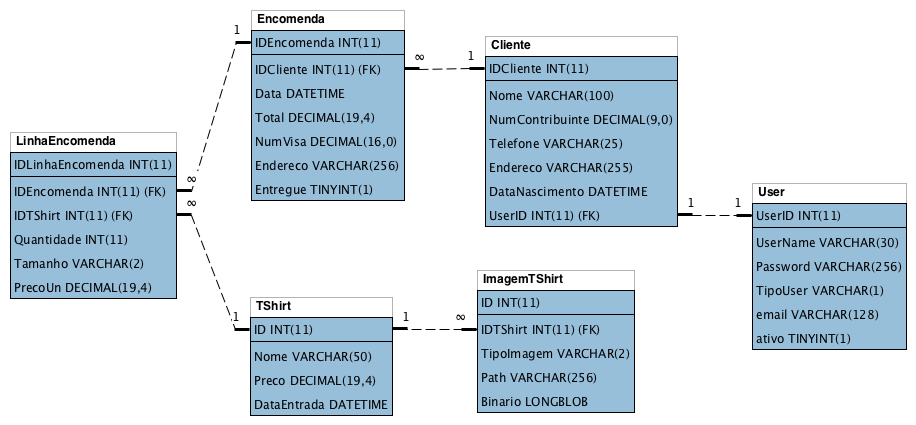 Encomenda
IDEncomenda INT(11)
IDCliente INT(11) (FK)
Data DATETIME
Total DECIMAL(19,4)
NumVisa DECIMAL(16,0)
Endereco VARCHAR(256)
Entregue TINYINT(1)
1
∞
1
Cliente
IDCliente INT(11)
Nome VARCHAR(100)
NumContribuinte DECIMAL(9,0)
Telefone VARCHAR(25)
Endereco VARCHAR(255)
DataNascimento DATETIME
UserID INT(11) (FK)
LinhaEncomenda
IDLinhaEncomenda INT(11)
IDEncomenda INT(11) (FK)
IDTShirt INT(11) (FK)
Quantidade INT(11)
Tamanho VARCHAR(2)
PrecoUn DECIMAL(19,4)
∞
∞
1
1
User
UserID INT(11)
UserName VARCHAR(30)
Password VARCHAR(256)
TipoUser VARCHAR(1)
email VARCHAR(128)
ativo TINYINT(1)
TShirt
ID INT(11)
Nome VARCHAR(50)
Preco DECIMAL(19,4)
DataEntrada DATETIME
1
1
∞
ImagemTShirt
ID INT(11)
IDTShirt INT(11) (FK)
TipoImagem VARCHAR(2)
Path VARCHAR(256)
Binario LONGBLOB